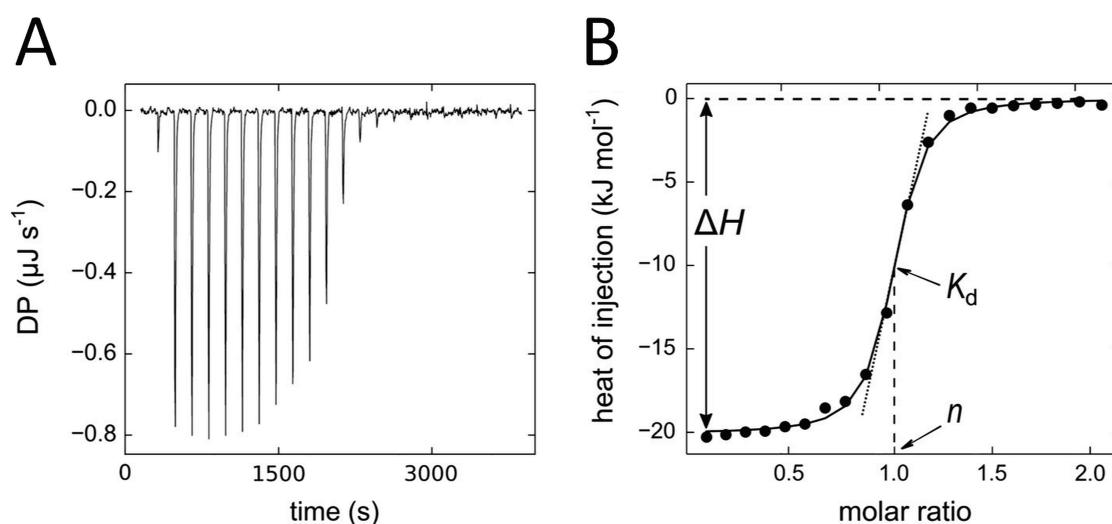 A
0.0
−0.2
−0.4
−0.6
−0.8
DP (μJ s⁻¹)
0
1500
3000
time (s)
B
0
−5
−10
−15
−20
heat of injection (kJ mol⁻¹)
ΔH
K_d
n
0.5
1.0
1.5
2.0
molar ratio